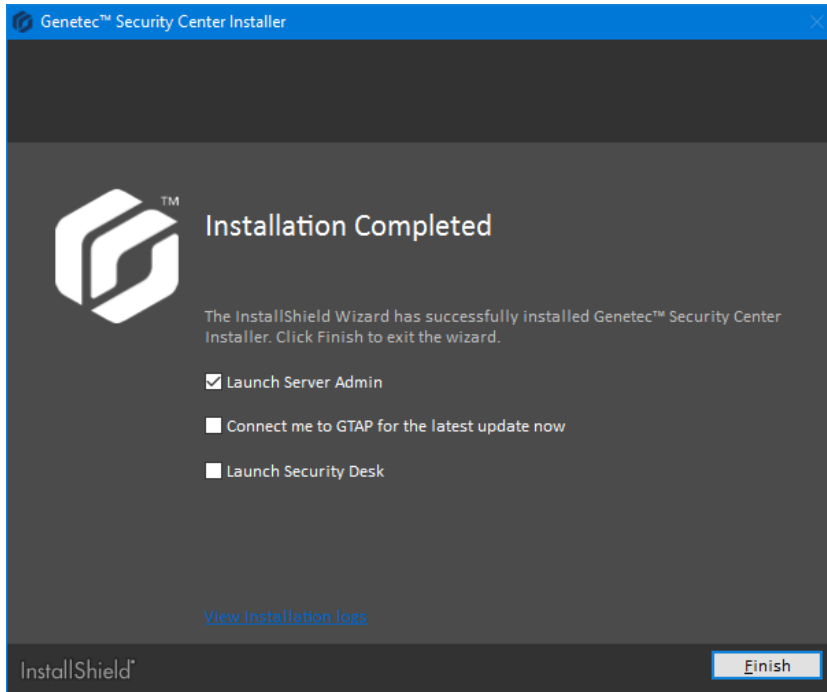 Genetec™ Security Center Installer
TM
Installation Completed
The InstallShield Wizard has successfully installed Genetec™ Security Center
Installer. Click Finish to exit the wizard.
Launch Server Admin
Connect me to GTAP for the latest update now
Launch Security Desk
View Installation logs
InstallShield®
Finish